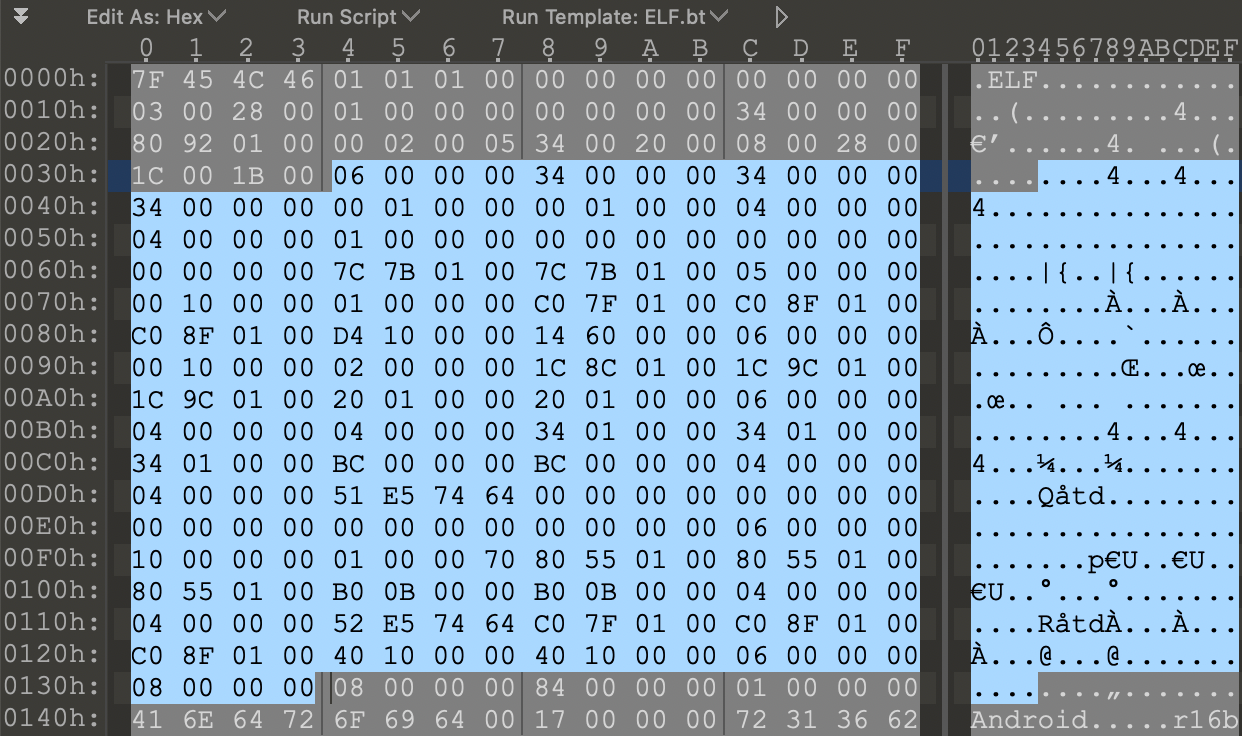 Edit As: Hex Run Script Run Template: ELF.bt
0 1 2 3 4 5 6 7 8 9 A B C D E F 0123456789ABCDEF
0000h: 7F 45 4C 46 01 01 01 00 00 00 00 00 00 00 00 00 .ELF............
0010h: 03 00 28 00 01 00 00 00 00 00 00 00 34 00 00 00 ..(.........4...
0020h: 80 92 01 00 00 02 00 05 34 00 20 00 08 00 28 00 €’......4. ...(.
0030h: 1C 00 1B 00 06 00 00 00 34 00 00 00 34 00 00 00 ........4...4...
0040h: 34 00 00 00 00 01 00 00 00 01 00 00 04 00 00 00 4...............
0050h: 04 00 00 00 01 00 00 00 00 00 00 00 00 00 00 00 ................
0060h: 00 00 00 00 7C 7B 01 00 7C 7B 01 00 05 00 00 00 ....|{..|{......
0070h: 00 10 00 00 01 00 00 00 C0 7F 01 00 C0 8F 01 00 ........À...À...
0080h: C0 8F 01 00 D4 10 00 00 14 60 00 00 06 00 00 00 À...Ô....`......
0090h: 00 10 00 00 02 00 00 00 1C 8C 01 00 1C 9C 01 00 .........Œ...œ..
00A0h: 1C 9C 01 00 20 01 00 00 20 01 00 00 06 00 00 00 .œ.. ... .......
00B0h: 04 00 00 00 04 00 00 00 34 01 00 00 34 01 00 00 ........4...4...
00C0h: 34 01 00 00 BC 00 00 00 BC 00 00 00 04 00 00 00 4...¼...¼.......
00D0h: 04 00 00 00 51 E5 74 64 00 00 00 00 00 00 00 00 ....Qåtd........
00E0h: 00 00 00 00 00 00 00 00 00 00 00 00 06 00 00 00 ................
00F0h: 10 00 00 00 01 00 00 70 80 55 01 00 80 55 01 00 .......p€U..€U..
0100h: 80 55 01 00 B0 0B 00 00 B0 0B 00 00 04 00 00 00 €U..°...°.......
0110h: 04 00 00 00 52 E5 74 64 C0 7F 01 00 C0 8F 01 00 ....RåtdÀ...À...
0120h: C0 8F 01 00 40 10 00 00 40 10 00 00 06 00 00 00 À...@...@.......
0130h: 08 00 00 00 08 00 00 00 84 00 00 00 01 00 00 00 ........„.......
0140h: 41 6E 64 72 6F 69 64 00 17 00 00 00 72 31 36 62 Android.....r16b